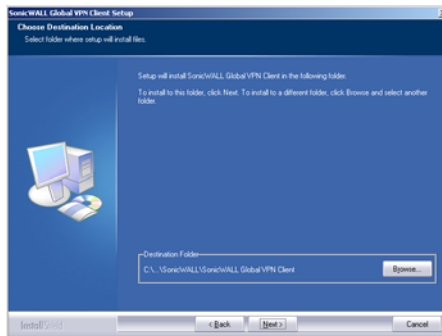 SonicWALL Global VPN Client Setup
Choose Destination Location
Select folder where setup will install files.
Setup will install SonicWALL Global VPN Client in the following folder.
To install to this folder, click Next. To install to a different folder, click Browse and select another
folder.
Destination Folder
C:\...\SonicWALL\SonicWALL Global VPN Client
Browse...
InstallShield
< Back
Next >
Cancel